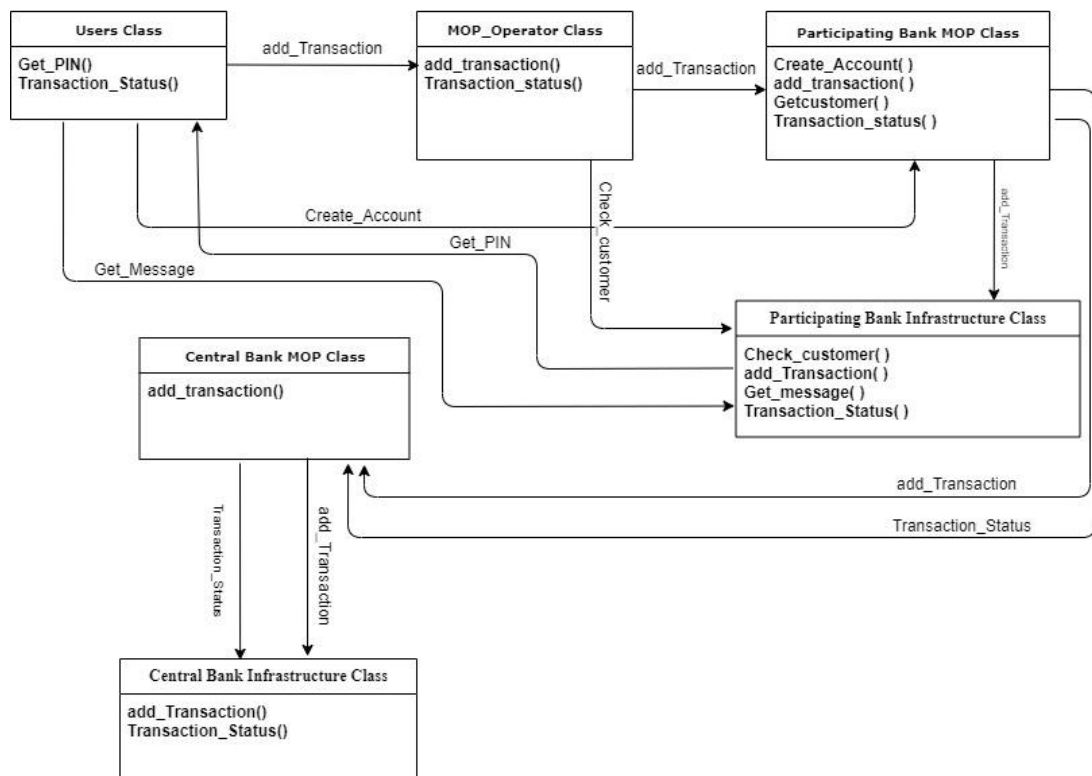 Users Class
Get_PIN()
Transaction_Status()
add_Transaction
MOP_Operator Class
add_transaction()
Transaction_status()
add_Transaction
Participating Bank MOP Class
Create_Account( )
add_transaction( )
Getcustomer( )
Transaction_status( )
Check_customer
add_Transaction
Create_Account
Get_PIN
Get_Message
Participating Bank Infrastructure Class
Check_customer( )
add_Transaction( )
Get_message( )
Transaction_Status( )
Central Bank MOP Class
add_transaction()
add_Transaction
Transaction_Status
Transaction_Status
add_Transaction
Central Bank Infrastructure Class
add_Transaction()
Transaction_Status()